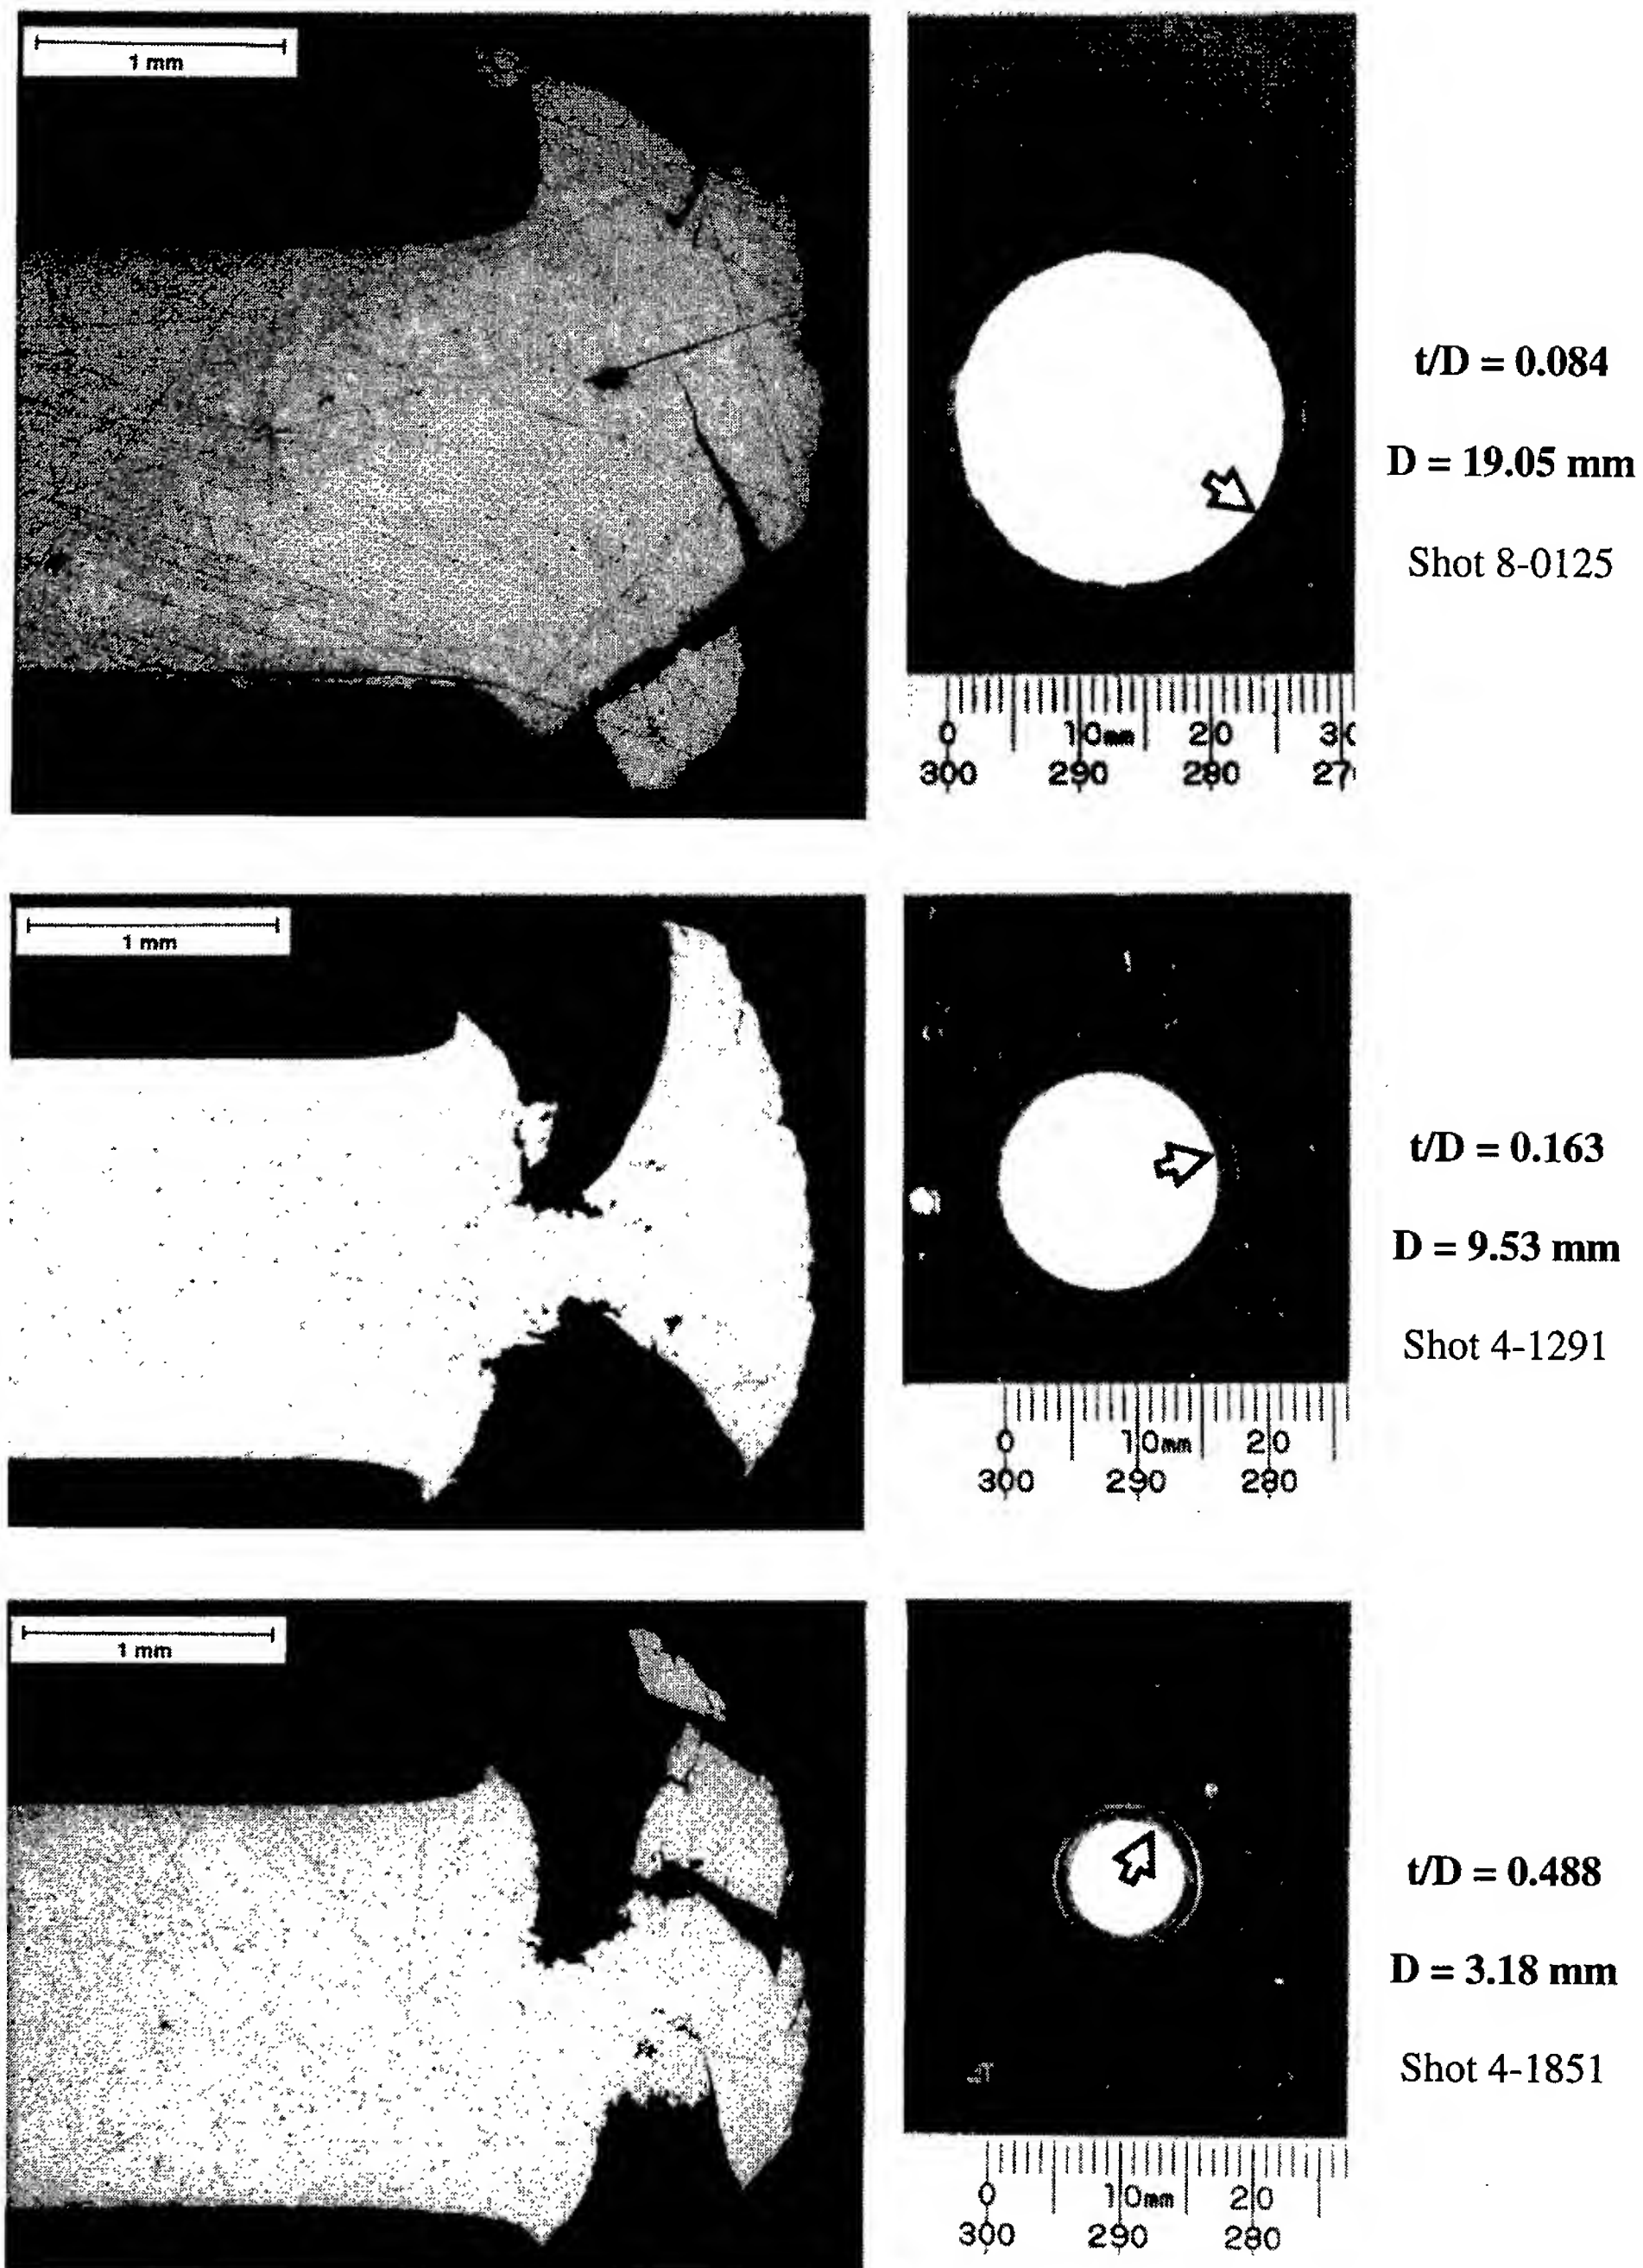 1 mm
t/D = 0.084
D = 19.05 mm
Shot 8-0125
0 10mm 20
300 290 280
1 mm
t/D = 0.163
D = 9.53 mm
Shot 4-1291
0 10mm 20
300 290 280
1 mm
t/D = 0.488
D = 3.18 mm
Shot 4-1851
0 10mm 20
300 290 280